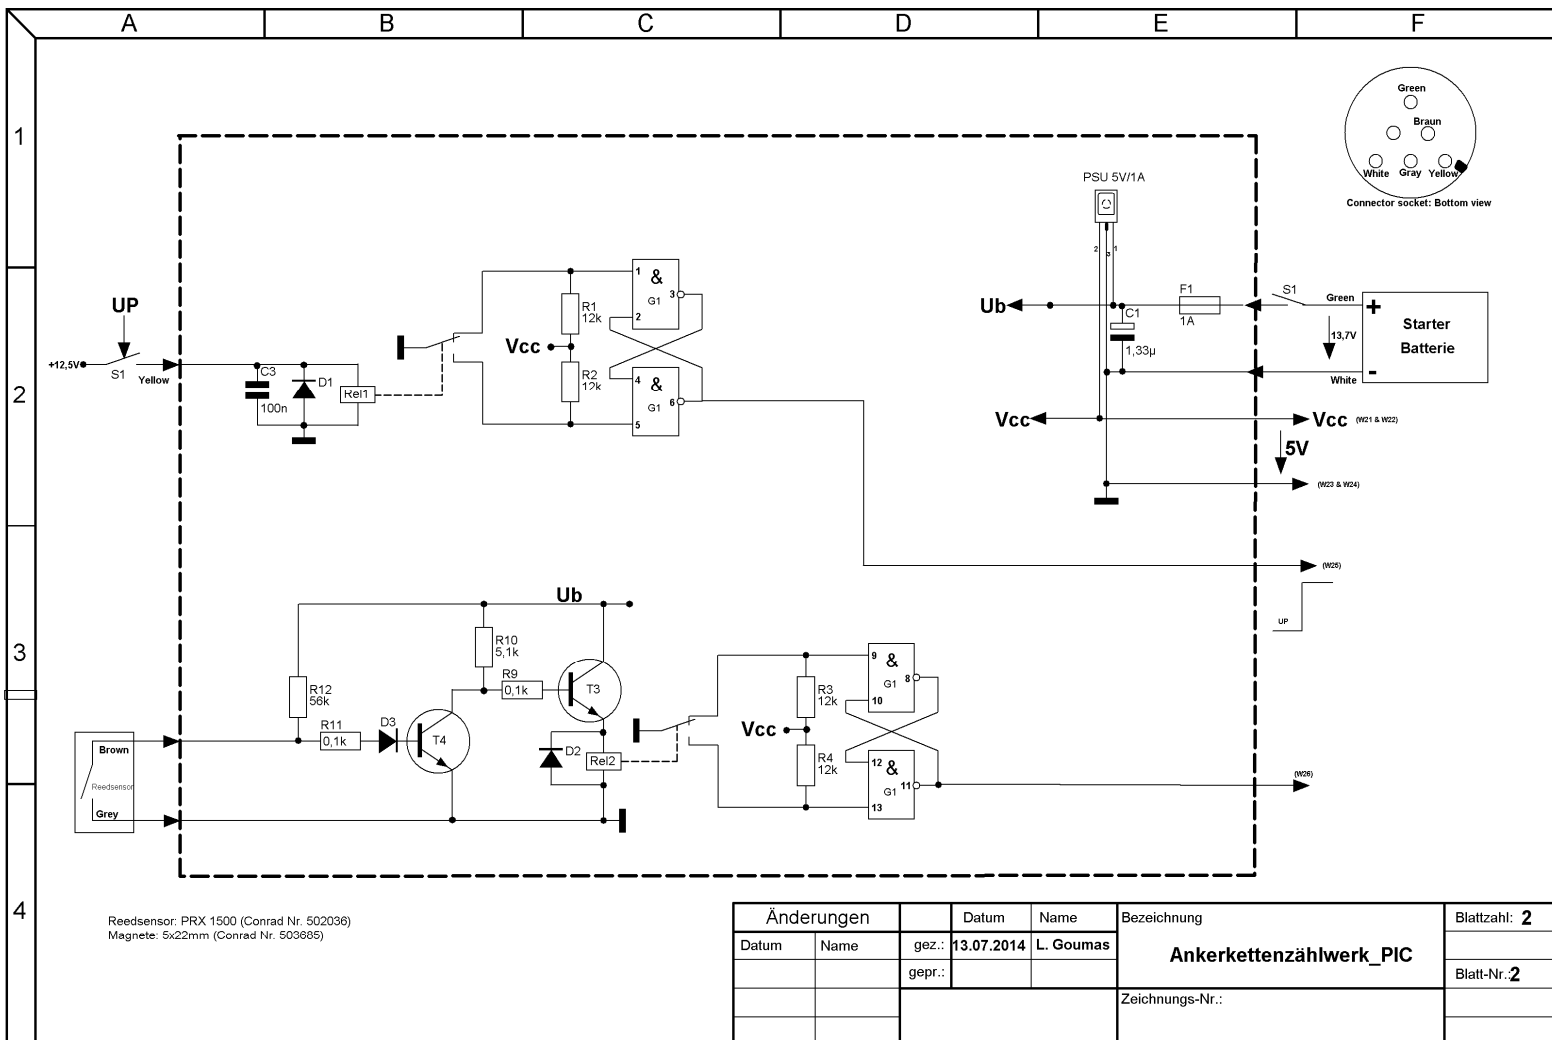 A B C D E F
1
2
3
4
Green
Braun
White Gray Yellow
Connector socket: Bottom view
PSU 5V/1A
2
3
1
UP
+12,5V
S1
Yellow
C3
100n
D1
Rel1
R1
12k
Vcc
R2
12k
1
&
G1
3
2
4
&
G1
6
5
Ub
C1
1,33µ
F1
1A
S1
Green
+
13,7V
Starter
Batterie
White
-
Vcc
Vcc (W21 & W22)
5V
(W23 & W24)
(W25)
UP
Ub
R10
5,1k
R9
0,1k
T3
R12
56k
R11
0,1k
D3
T4
D2
Rel2
Brown
Reedsensor
Grey
R3
12k
Vcc
R4
12k
9
&
G1
8
10
12
&
G1
11
13
(W26)
Reedsensor: PRX 1500 (Conrad Nr. 502036)
Magnete: 5x22mm (Conrad Nr. 503685)
Änderungen Datum Name Bezeichnung Blattzahl: 2
Datum Name gez.: 13.07.2014 L. Goumas
Ankerkettenzählwerk_PIC
gepr.: Blatt-Nr.:2
Zeichnungs-Nr.: